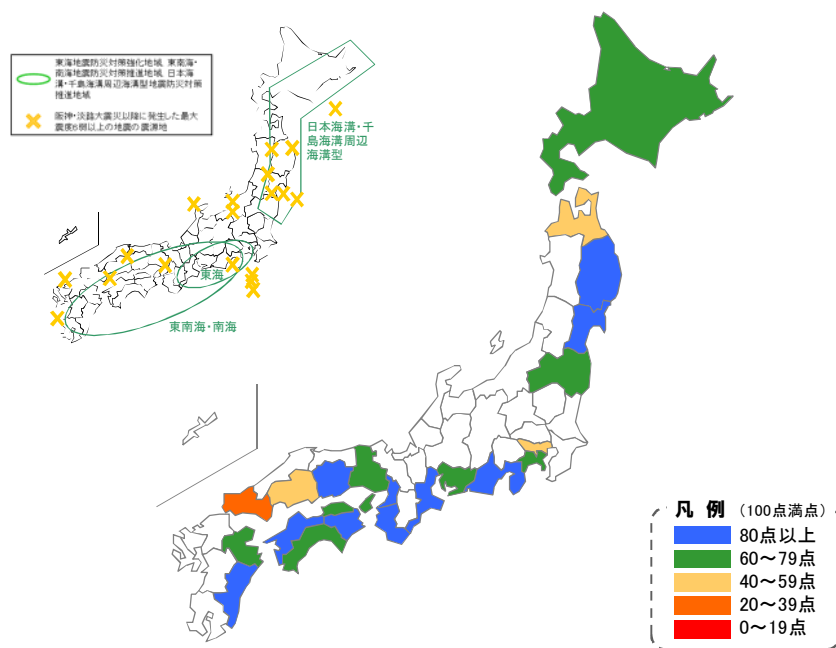 東海地震防災対策強化地域、東南海・
南海地震防災対策推進地域、日本海
溝・千島海溝周辺海溝型地震防災対策
推進地域
阪神・淡路大震災以降に発生した最大
震度6弱以上の地震の震源地
日本海溝・千
島海溝周辺
海溝型
東海
東南海・南海
凡 例 (100点満点)
80点以上
60～79点
40～59点
20～39点
0～19点